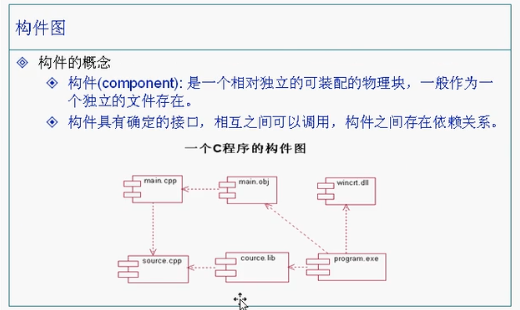 构件图
构件的概念
构件(component): 是一个相对独立的可装配的物理块，一般作为一
个独立的文件存在。
构件具有确定的接口，相互之间可以调用，构件之间存在依赖关系。
一个C程序的构件图
main.cpp main.obj wincrt.dll
source.cpp cource.lib program.exe